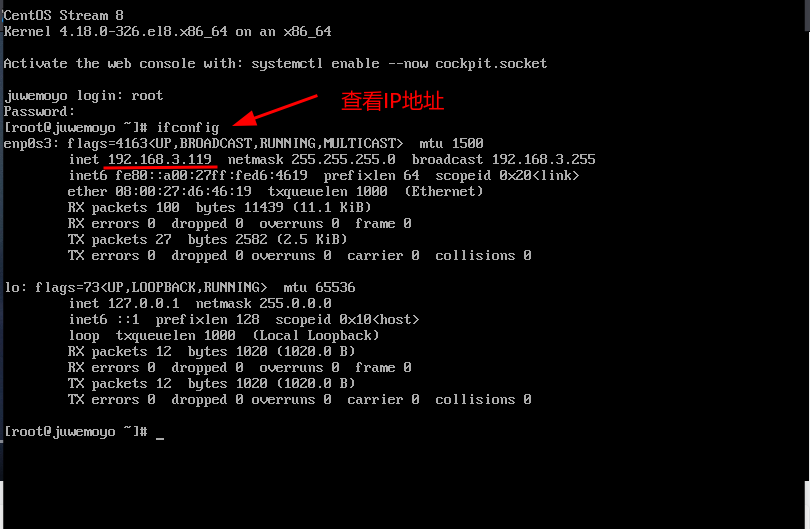 CentOS Stream 8
Kernel 4.18.0-326.el8.x86_64 on an x86_64
Activate the web console with: systemctl enable --now cockpit.socket
juwemoyo login: root
查看IP地址
Password:
[root@juwemoyo ~]# ifconfig
enp0s3: flags=4163<UP,BROADCAST,RUNNING,MULTICAST>  mtu 1500
inet 192.168.3.119  netmask 255.255.255.0  broadcast 192.168.3.255
inet6 fe80::a00:27ff:fed6:4619  prefixlen 64  scopeid 0x20<link>
ether 08:00:27:d6:46:19  txqueuelen 1000  (Ethernet)
RX packets 100  bytes 11439 (11.1 KiB)
RX errors 0  dropped 0  overruns 0  frame 0
TX packets 27  bytes 2582 (2.5 KiB)
TX errors 0  dropped 0 overruns 0  carrier 0  collisions 0
lo: flags=73<UP,LOOPBACK,RUNNING>  mtu 65536
inet 127.0.0.1  netmask 255.0.0.0
inet6 ::1  prefixlen 128  scopeid 0x10<host>
loop  txqueuelen 1000  (Local Loopback)
RX packets 12  bytes 1020 (1020.0 B)
RX errors 0  dropped 0  overruns 0  frame 0
TX packets 12  bytes 1020 (1020.0 B)
TX errors 0  dropped 0 overruns 0  carrier 0  collisions 0
[root@juwemoyo ~]# _